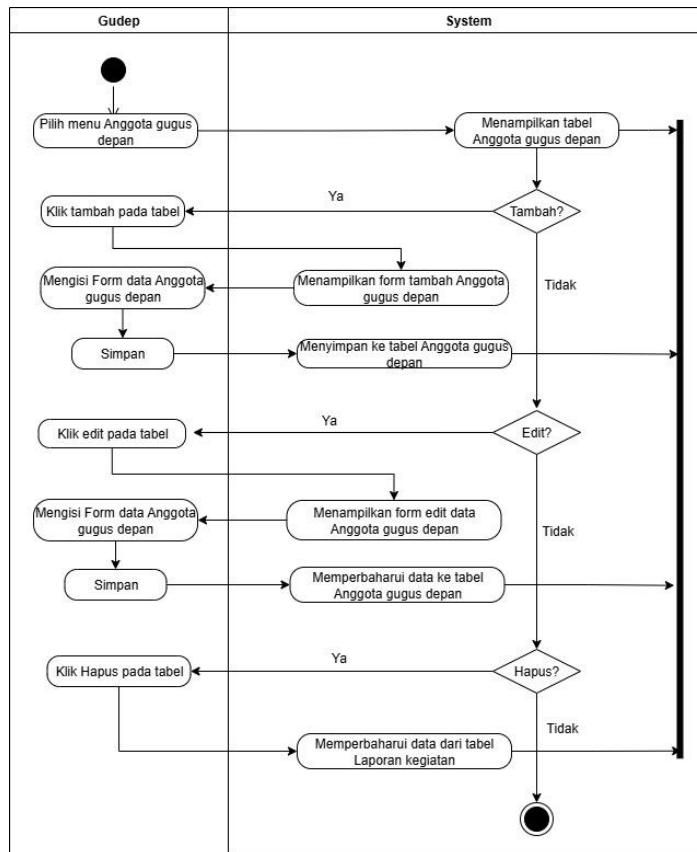 Gudep
System
Pilih menu Anggota gugus
depan
Menampilkan tabel
Anggota gugus depan
Ya
Klik tambah pada tabel
Tambah?
Mengisi Form data Anggota
gugus depan
Menampilkan form tambah Anggota
gugus depan
Tidak
Simpan
Menyimpan ke tabel Anggota gugus
depan
Ya
Klik edit pada tabel
Edit?
Mengisi Form data Anggota
gugus depan
Menampilkan form edit data
Anggota gugus depan
Tidak
Simpan
Memperbaharui data ke tabel
Anggota gugus depan
Ya
Klik Hapus pada tabel
Hapus?
Tidak
Memperbaharui data dari tabel
Laporan kegiatan